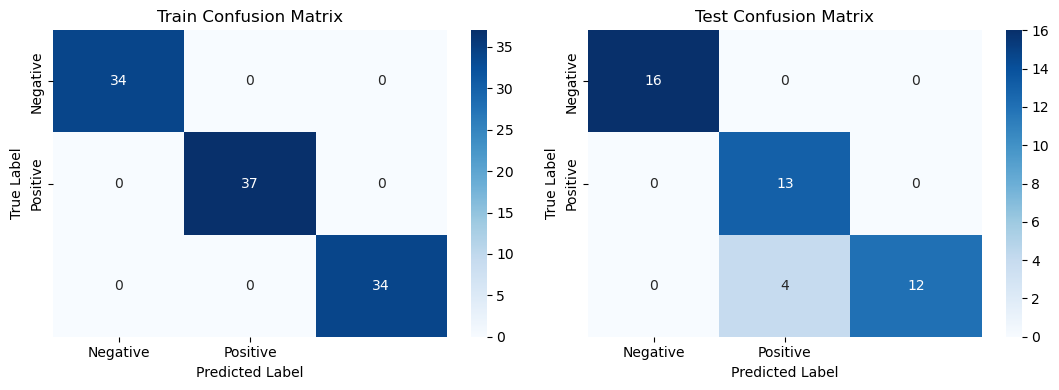 Train Confusion Matrix
True Label
Negative
Positive
34 0 0
0 37 0
0 0 34
Negative Positive
Predicted Label
35
30
25
20
15
10
5
0
Test Confusion Matrix
True Label
Negative
Positive
16 0 0
0 13 0
0 4 12
Negative Positive
Predicted Label
16
14
12
10
8
6
4
2
0